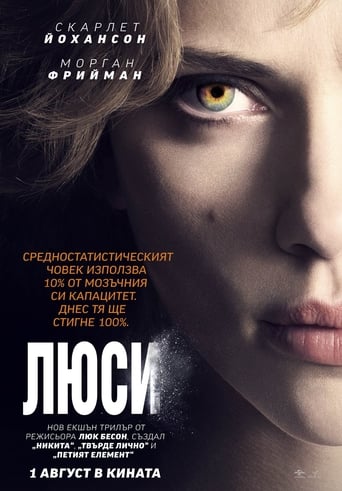 СКАРЛЕТ
ЙОХАНСОН
МОРГАН
ФРИЙМАН
СРЕДНОСТАТИСТИЧЕСКИЯТ
ЧОВЕК ИЗПОЛЗВА
10% ОТ МОЗЪЧНИЯ
СИ КАПАЦИТЕТ.
ДНЕС ТЯ ЩЕ
СТИГНЕ 100%.
ЛЮСИ
НОВ ЕКШЪН ТРИЛЪР ОТ
РЕЖИСЬОРА ЛЮК БЕСОН, СЪЗДАЛ
„НИКИТА”, „ТВЪРДЕ ЛИЧНО” И
„ПЕТИЯТ ЕЛЕМЕНТ”
1 АВГУСТ В КИНАТА